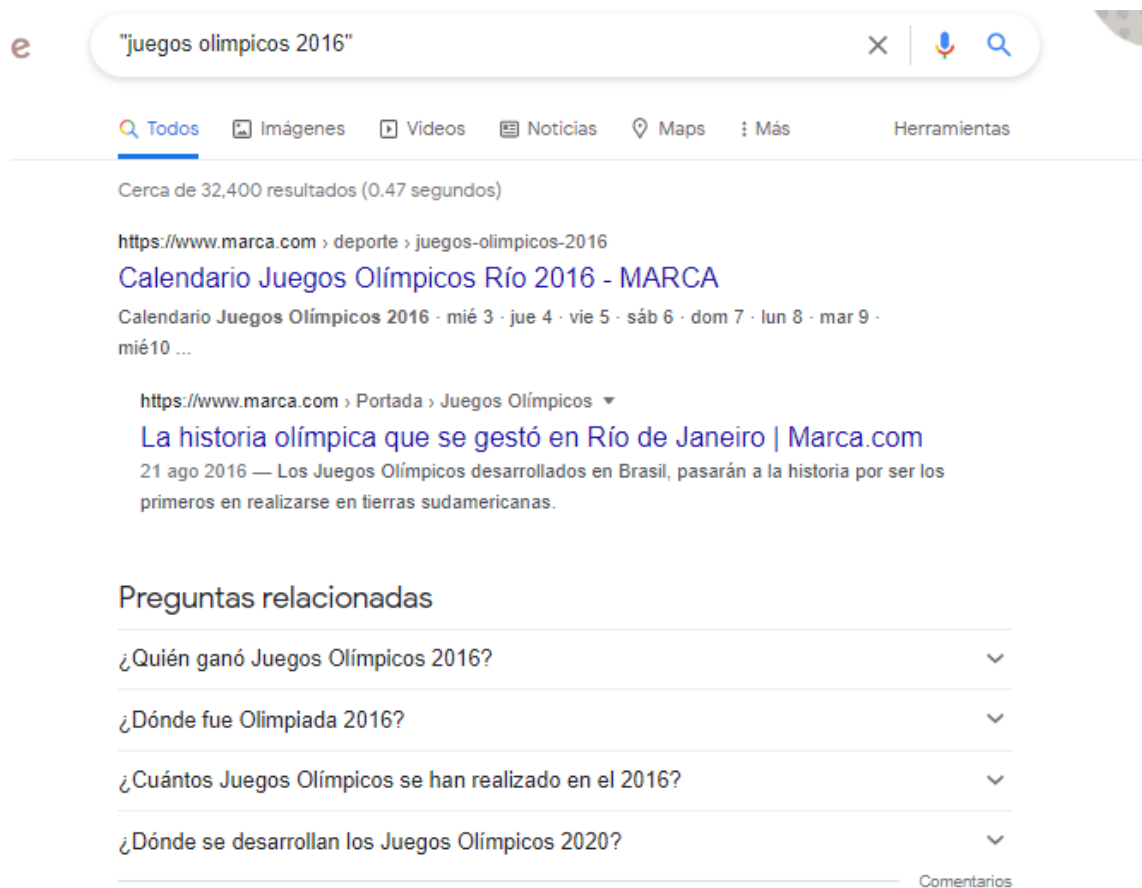 e
"juegos olimpicos 2016"
Todos Imágenes Videos Noticias Maps Más Herramientas
Cerca de 32,400 resultados (0.47 segundos)
https://www.marca.com › deporte › juegos-olimpicos-2016
Calendario Juegos Olímpicos Río 2016 - MARCA
Calendario Juegos Olímpicos 2016 · mié 3 · jue 4 · vie 5 · sáb 6 · dom 7 · lun 8 · mar 9 ·
mié10 ...
https://www.marca.com › Portada › Juegos Olímpicos
La historia olímpica que se gestó en Río de Janeiro | Marca.com
21 ago 2016 — Los Juegos Olímpicos desarrollados en Brasil, pasarán a la historia por ser los
primeros en realizarse en tierras sudamericanas.
Preguntas relacionadas
¿Quién ganó Juegos Olímpicos 2016?
¿Dónde fue Olimpiada 2016?
¿Cuántos Juegos Olímpicos se han realizado en el 2016?
¿Dónde se desarrollan los Juegos Olímpicos 2020?
Comentarios